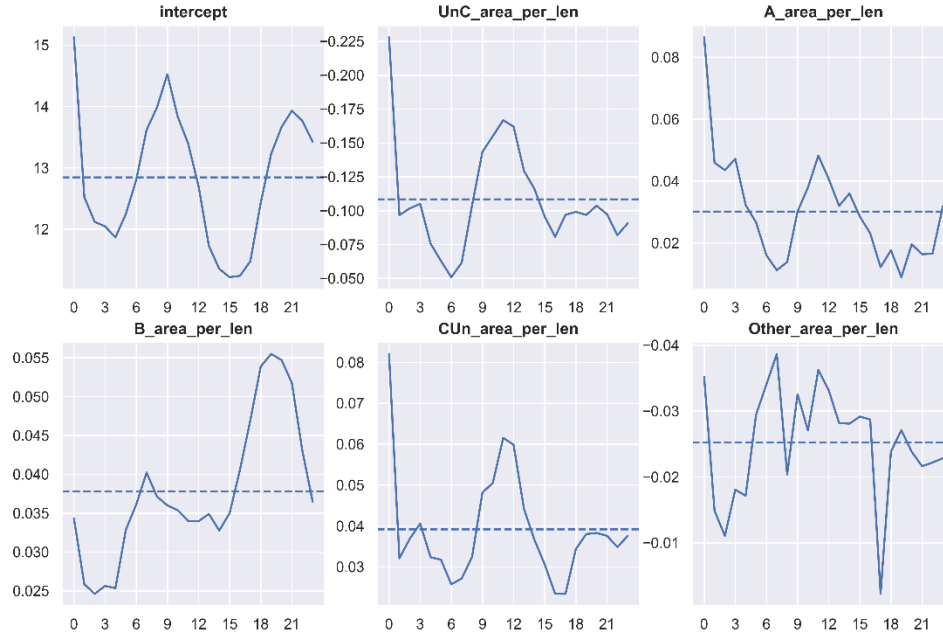 intercept
15
14
13
12
0 3 6 9 12 15 18 21
UnC_area_per_len
−0.225
−0.200
−0.175
−0.150
−0.125
−0.100
−0.075
−0.050
0 3 6 9 12 15 18 21
A_area_per_len
0.08
0.06
0.04
0.02
0 3 6 9 12 15 18 21
B_area_per_len
0.055
0.050
0.045
0.040
0.035
0.030
0.025
0 3 6 9 12 15 18 21
CUn_area_per_len
0.08
0.07
0.06
0.05
0.04
0.03
0 3 6 9 12 15 18 21
Other_area_per_len
−0.04
−0.03
−0.02
−0.01
0 3 6 9 12 15 18 21